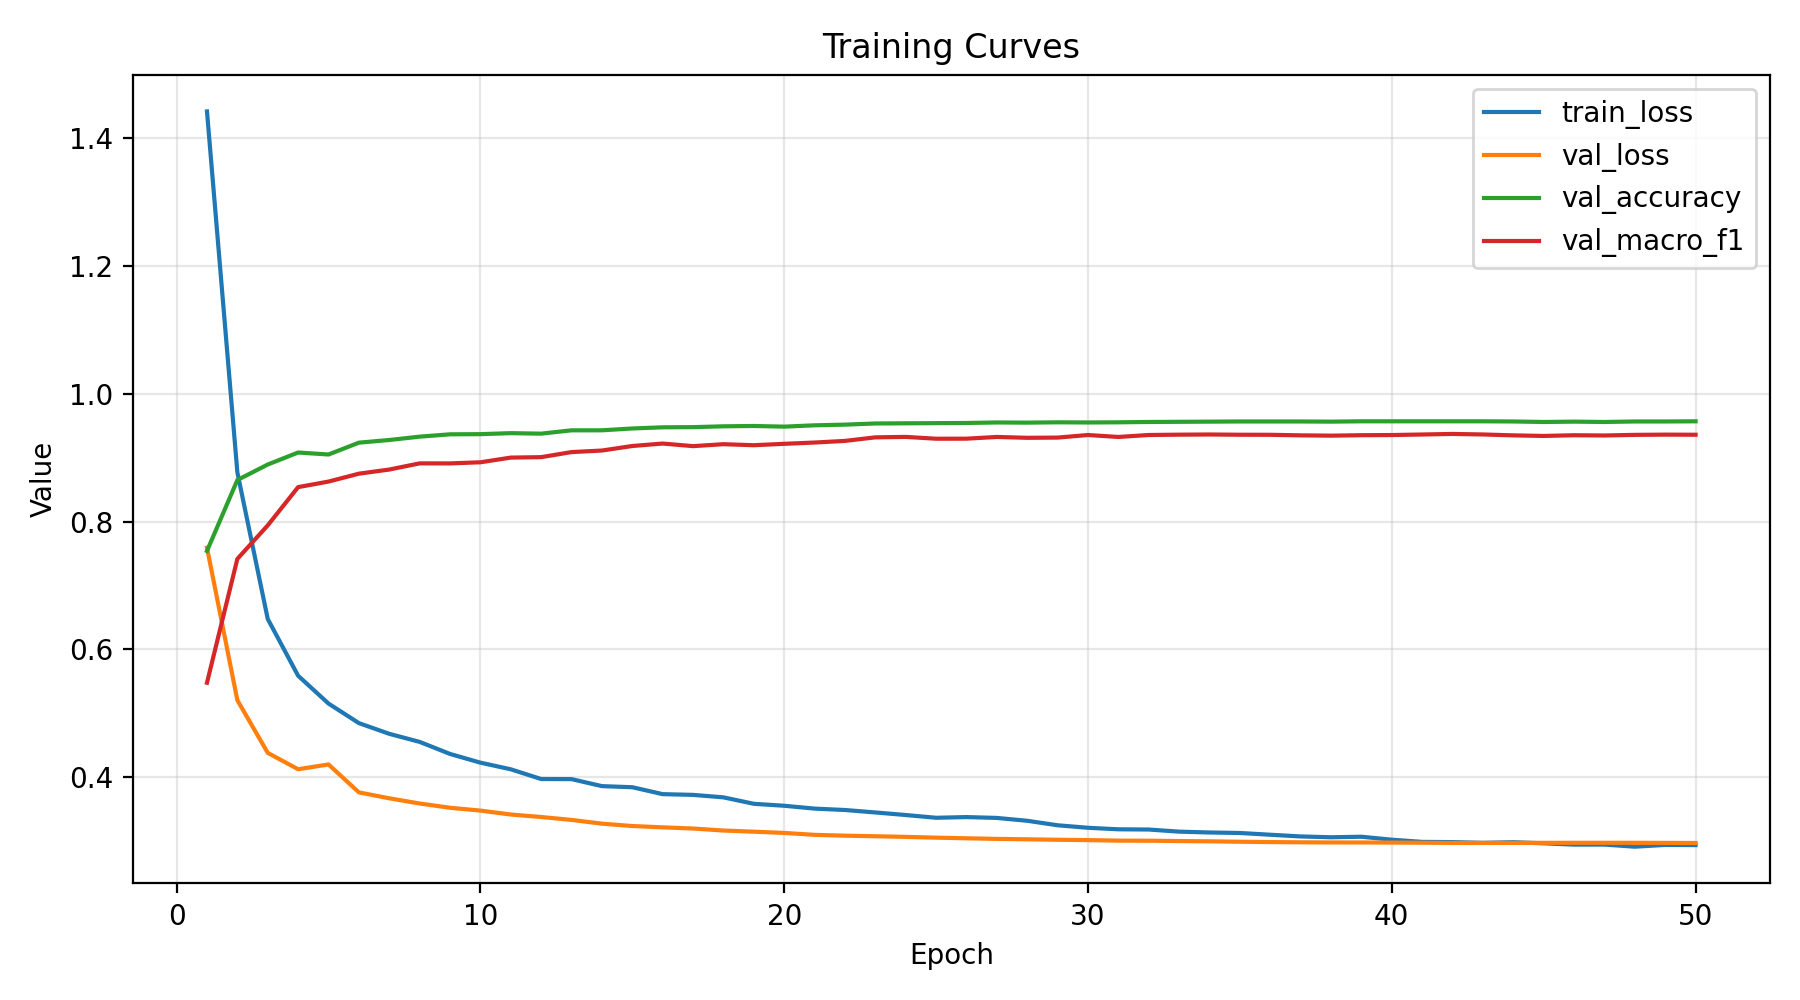 Training Curves
train_loss
val_loss
val_accuracy
val_macro_f1
1.4
1.2
1.0
0.8
0.6
0.4
Value
0 10 20 30 40 50
Epoch